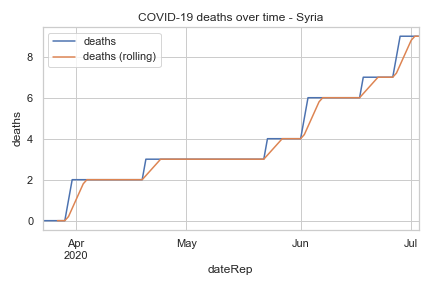 COVID-19 deaths over time - Syria
deaths
deaths (rolling)
deaths
8
6
4
2
0
Apr
2020
May
Jun
Jul
dateRep